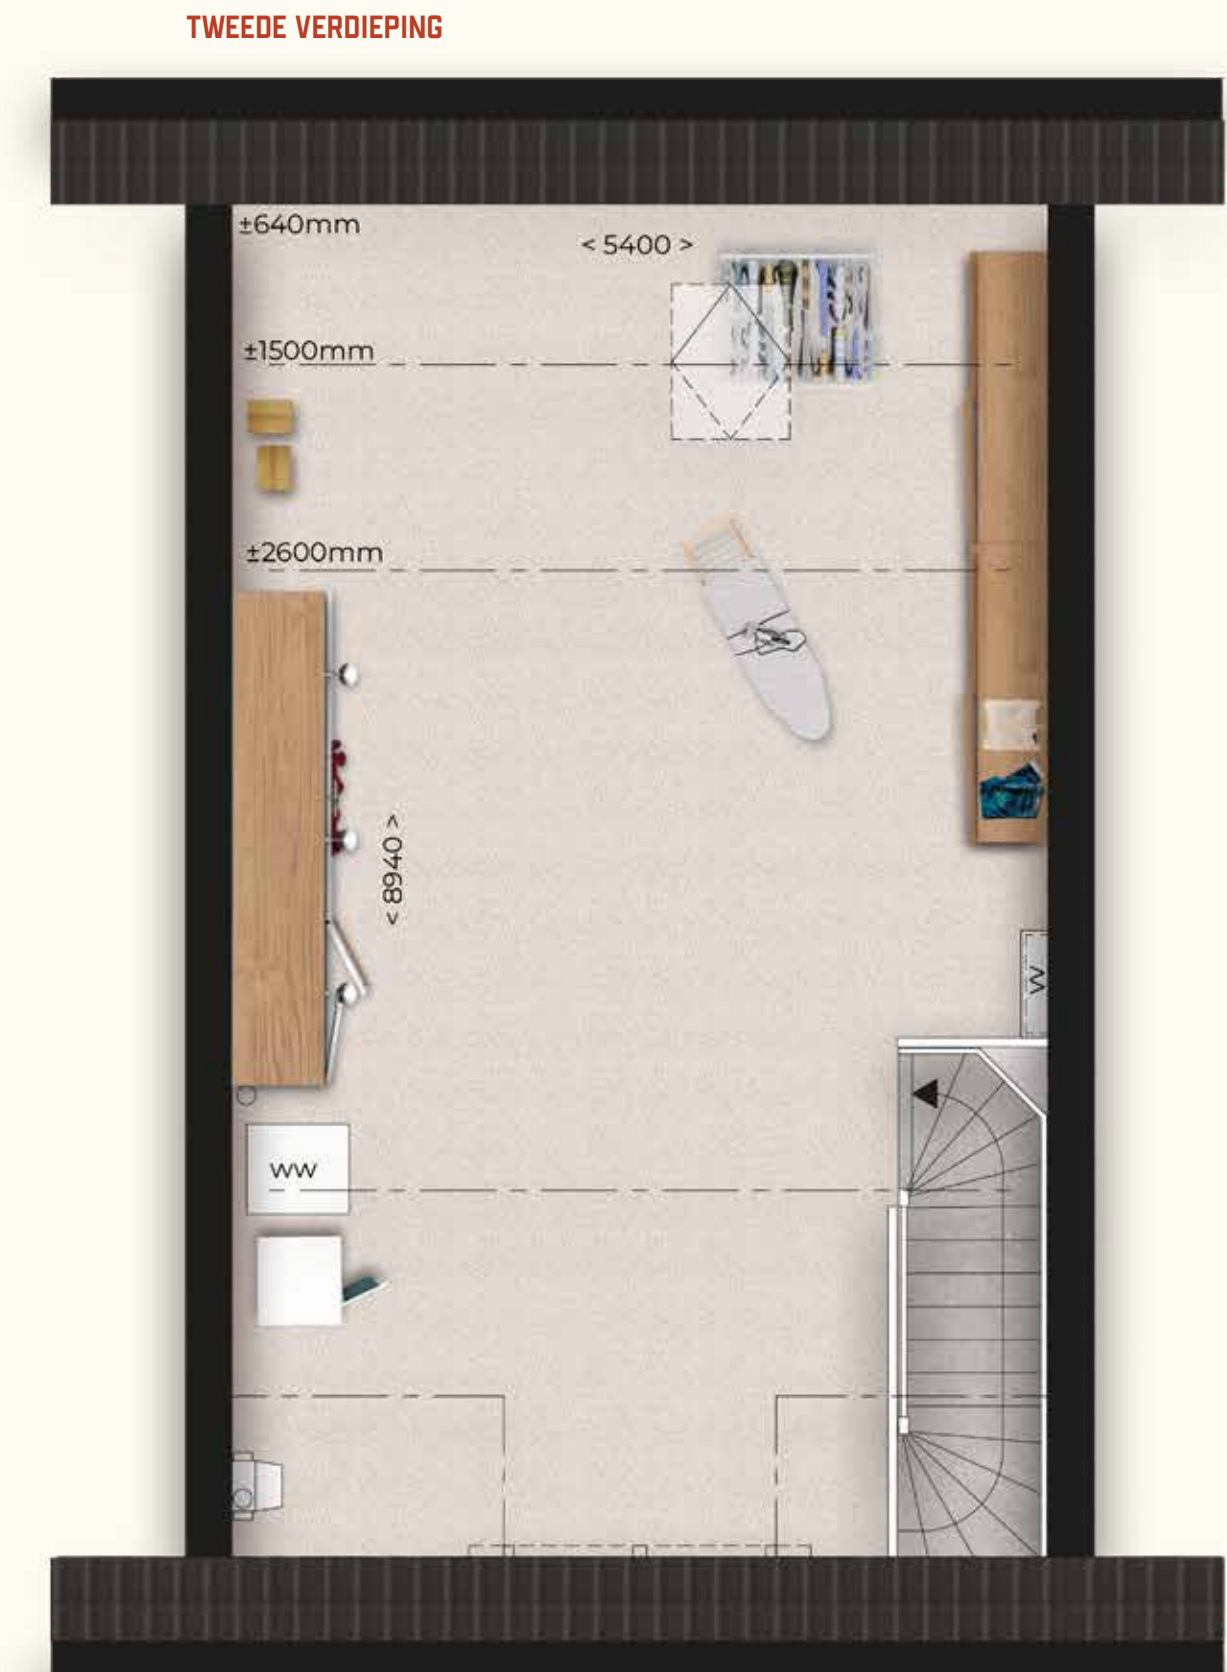 TWEEDE VERDIEPING
±640mm
< 5400 >
±1500mm
±2600mm
< 8940 >
W
WW